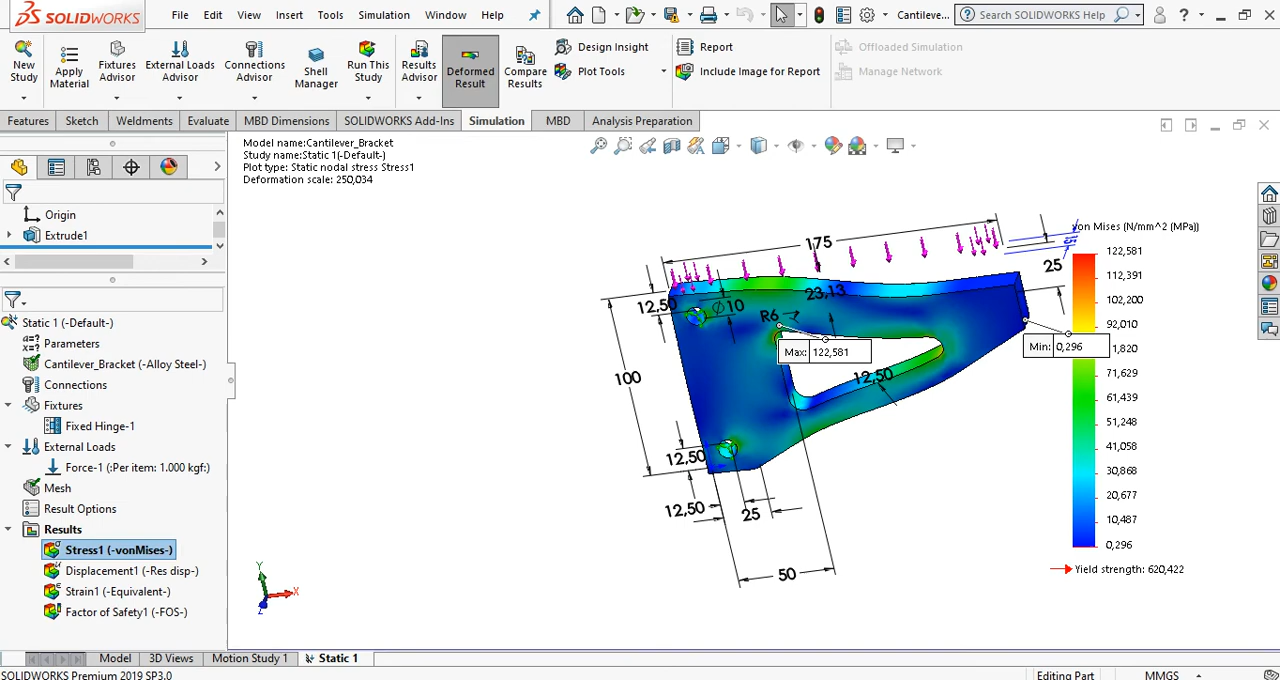 SOLIDWORKS File Edit View Insert Tools Simulation Window Help Cantileve... Search SOLIDWORKS Help ?
New Study
Apply Material
Fixtures Advisor
External Loads Advisor
Connections Advisor
Shell Manager
Run This Study
Results Advisor
Deformed Result
Compare Results
Design Insight
Plot Tools
Report
Include Image for Report
Offloaded Simulation
Manage Network
Features Sketch Weldments Evaluate MBD Dimensions SOLIDWORKS Add-Ins Simulation MBD Analysis Preparation
Origin
Extrude1
Static 1 (-Default-)
Parameters
Cantilever_Bracket (-Alloy Steel-)
Connections
Fixtures
Fixed Hinge-1
External Loads
Force-1 (:Per item: 1.000 kgf:)
Mesh
Result Options
Results
Stress1 (-vonMises-)
Displacement1 (-Res disp-)
Strain1 (-Equivalent-)
Factor of Safety1 (-FOS-)
Model name:Cantilever_Bracket
Study name:Static 1(-Default-)
Plot type: Static nodal stress Stress1
Deformation scale: 250,034
175
25
12,50
∅10
23,13
R6
Max: 122,581
Min: 0,296
100
12,50
12,50
12,50
25
50
Y
X
Z
von Mises (N/mm^2 (MPa))
122,581
112,391
102,200
92,010
1,820
71,629
61,439
51,248
41,058
30,868
20,677
10,487
0,296
Yield strength: 620,422
Model 3D Views Motion Study 1 Static 1
SOLIDWORKS Premium 2019 SP3.0 Editing Part MMGS